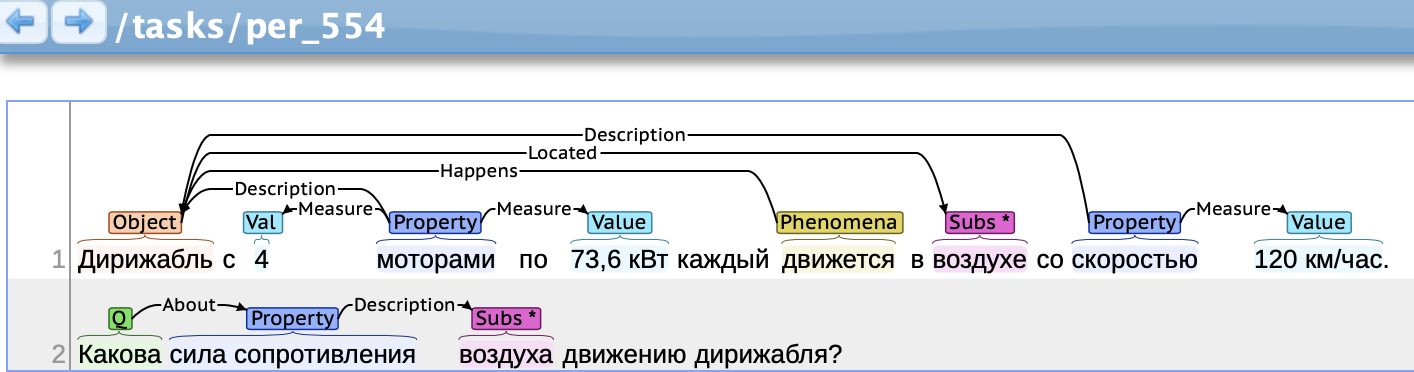 /tasks/per_554
Description
Located
Happens
Description Measure Measure Measure
Object Val Property Value Phenomena Subs * Property Value
1 Дирижабль с 4 моторами по 73,6 кВт каждый движется в воздухе со скоростью 120 км/час.
About Description
Q Property Subs *
2 Какова сила сопротивления воздуха движению дирижабля?